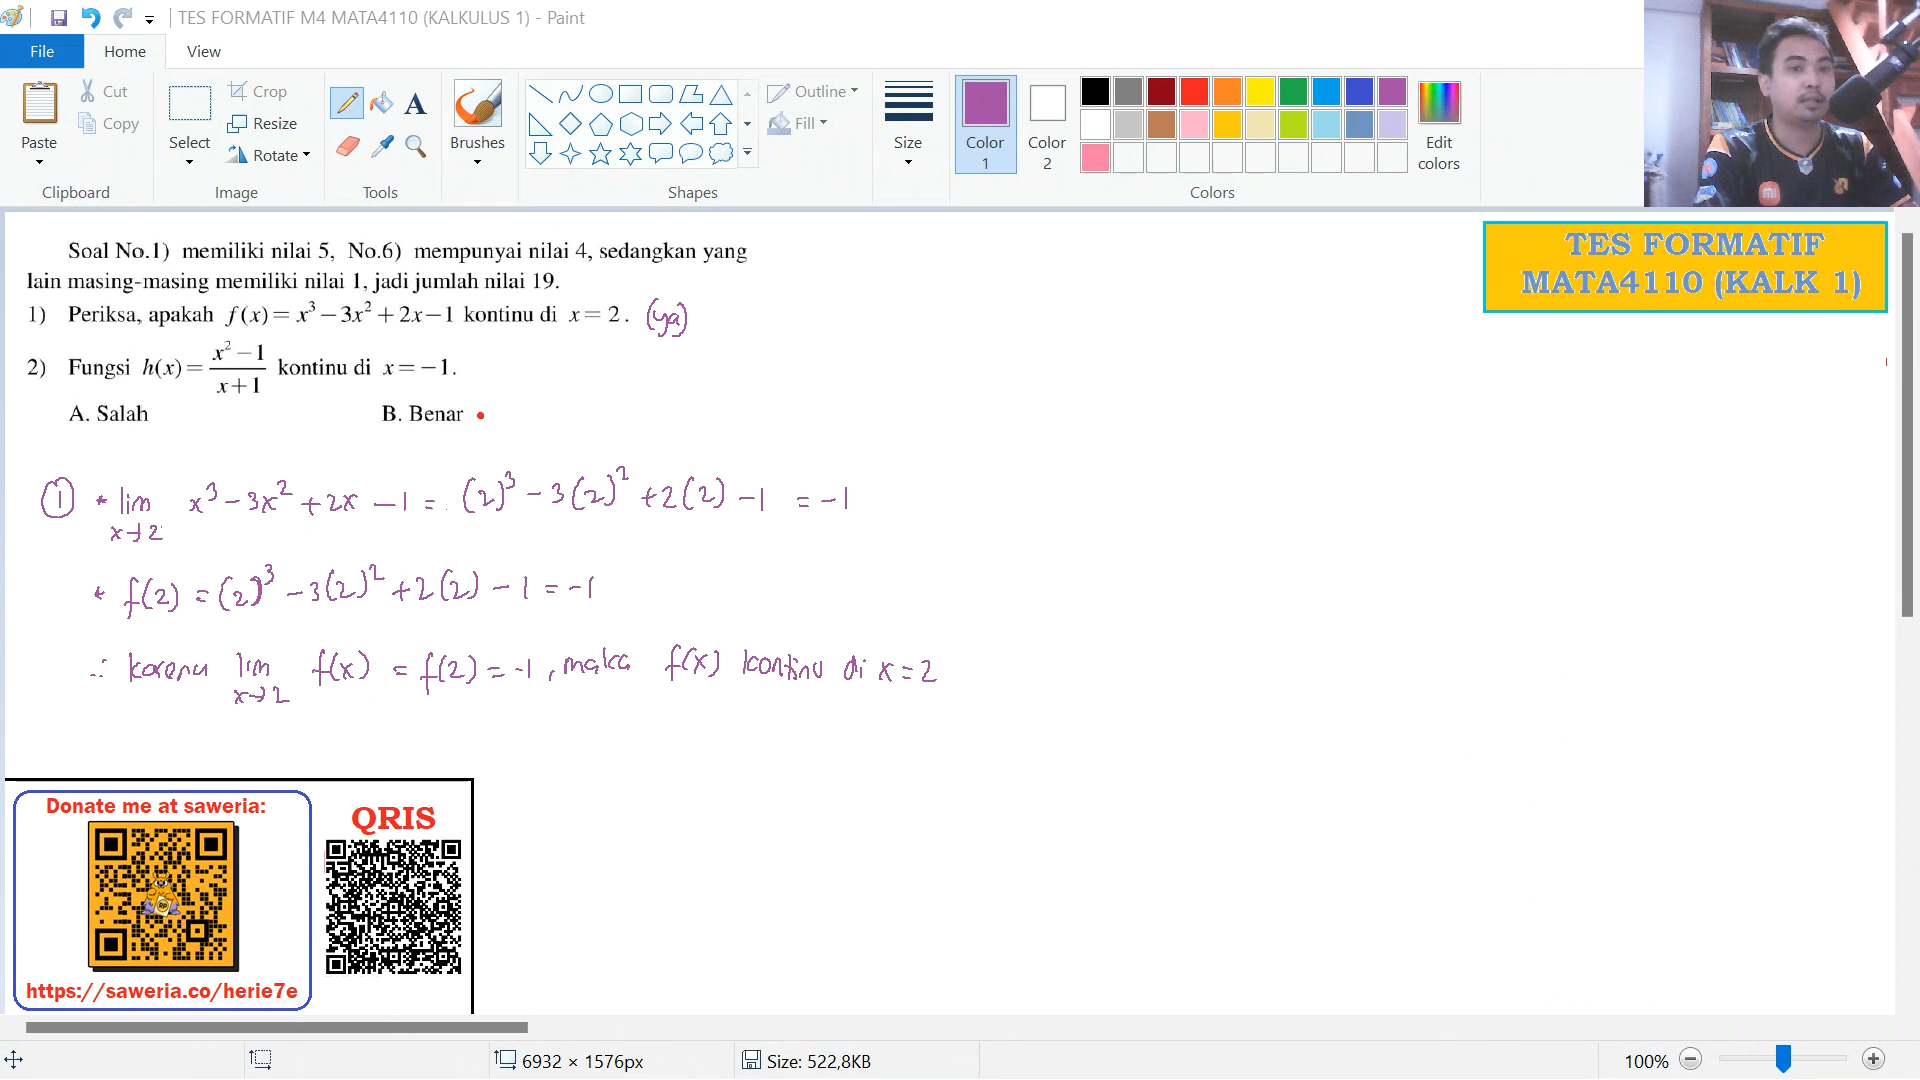 TES FORMATIF M4 MATA4110 (KALKULUS 1) - Paint
File Home View
Paste Cut Copy Clipboard
Select Crop Resize Rotate Image
Tools
Brushes
Shapes Outline Fill
Size
Color 1 Color 2 Edit colors
Colors
Soal No.1) memiliki nilai 5, No.6) mempunyai nilai 4, sedangkan yang
lain masing-masing memiliki nilai 1, jadi jumlah nilai 19.
1) Periksa, apakah f(x) = x³ − 3x² + 2x − 1 kontinu di x = 2. (ya)
2) Fungsi h(x) = (x² − 1)/(x + 1) kontinu di x = −1.
A. Salah B. Benar
TES FORMATIF
MATA4110 (KALK 1)
① * lim x→2 x³ − 3x² + 2x − 1 = (2)³ − 3(2)² + 2(2) − 1 = −1
* f(2) = (2)³ − 3(2)² + 2(2) − 1 = −1
∴ karena lim x→2 f(x) = f(2) = −1, maka f(x) kontinu di x = 2
Donate me at saweria:
QRIS
https://saweria.co/herie7e
6932 × 1576px Size: 522,8KB 100%